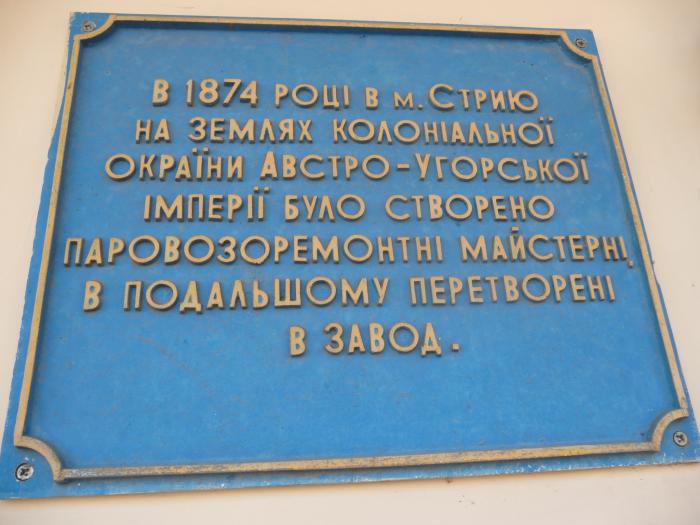 В 1874 РОЦІ В м. СТРИЮ
НА ЗЕМЛЯХ КОЛОНІАЛЬНОЇ
ОКРАЇНИ АВСТРО-УГОРСЬКОЇ
ІМПЕРІЇ БУЛО СТВОРЕНО
ПАРОВОЗОРЕМОНТНІ МАЙСТЕРНІ,
В ПОДАЛЬШОМУ ПЕРЕТВОРЕНІ
В ЗАВОД.